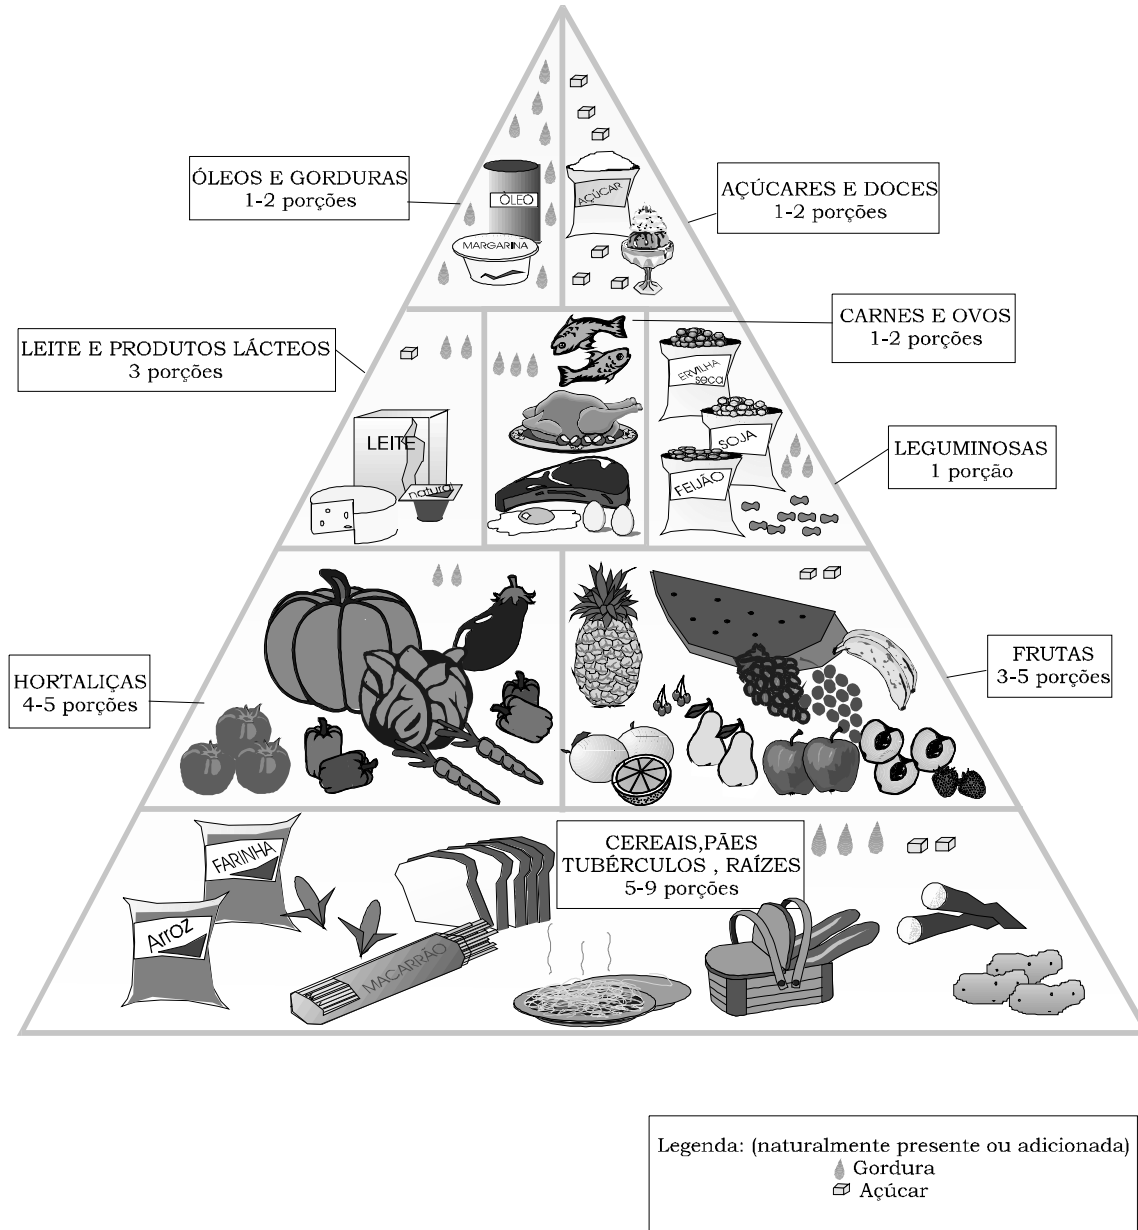 ÓLEOS E GORDURAS
1-2 porções
AÇÚCARES E DOCES
1-2 porções
ÒLEO
AÇÚCAR
MARGARINA
CARNES E OVOS
1-2 porções
LEITE E PRODUTOS LÁCTEOS
3 porções
ERVILHA
seca
SOJA
LEITE
FEIJÃO
natural
LEGUMINOSAS
1 porção
HORTALIÇAS
4-5 porções
FRUTAS
3-5 porções
CEREAIS,PÃES
TUBÉRCULOS , RAÍZES
5-9 porções
FARINHA
Arroz
MACARRÃO
Legenda: (naturalmente presente ou adicionada)
Gordura
Açúcar